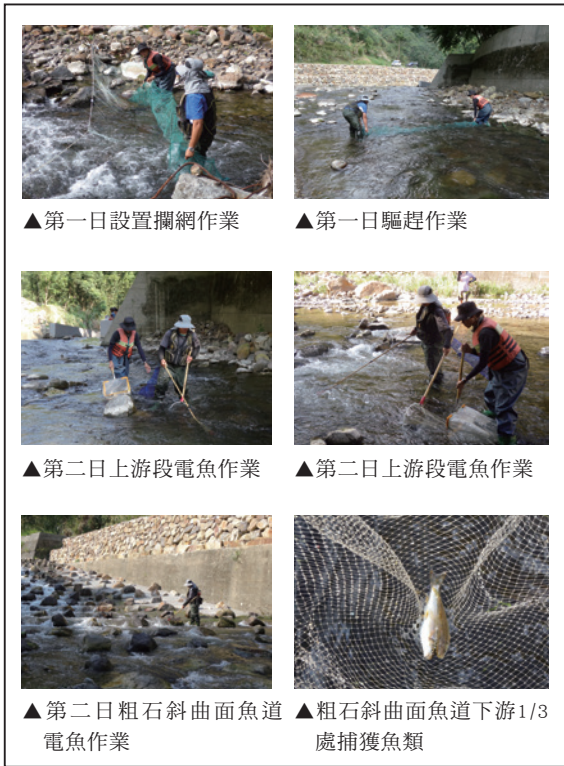 ▲第一日設置攔網作業
▲第一日驅趕作業
▲第二日上游段電魚作業
▲第二日上游段電魚作業
▲第二日粗石斜曲面魚道
電魚作業
▲粗石斜曲面魚道下游1/3
處捕獲魚類